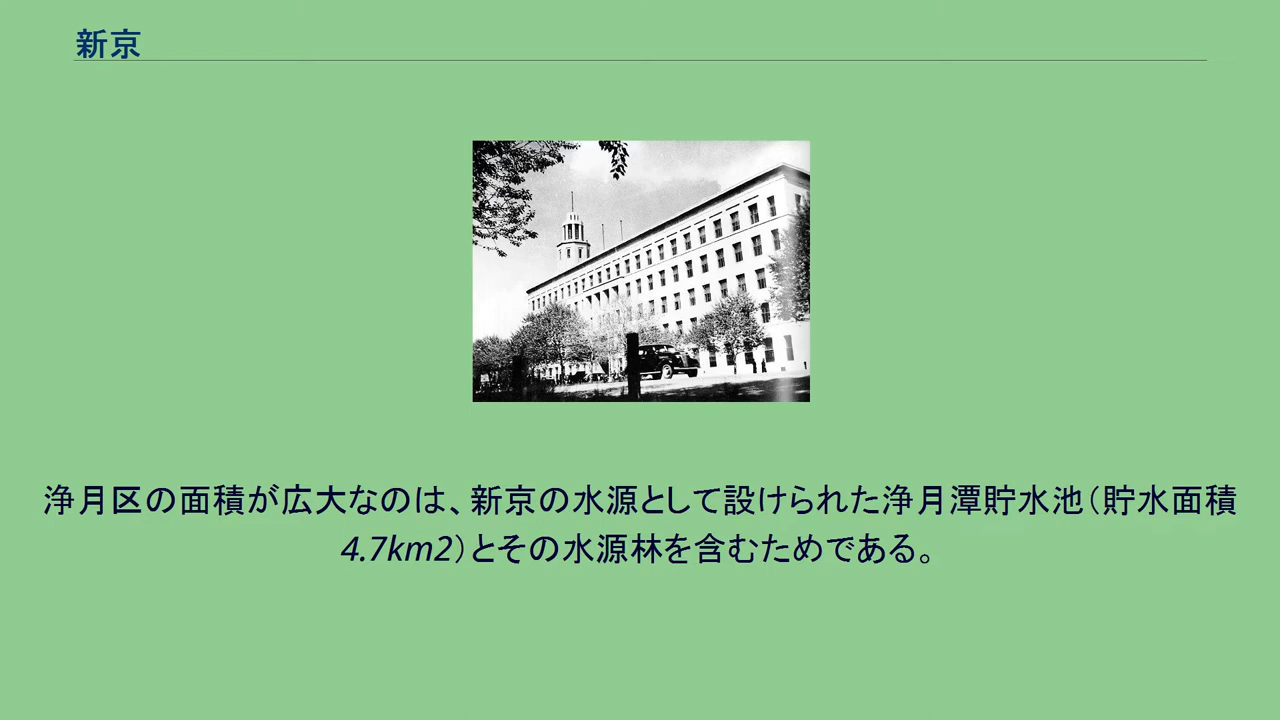 新京
浄月区の面積が広大なのは、新京の水源として設けられた浄月潭貯水池（貯水面積
4.7km2）とその水源林を含むためである。